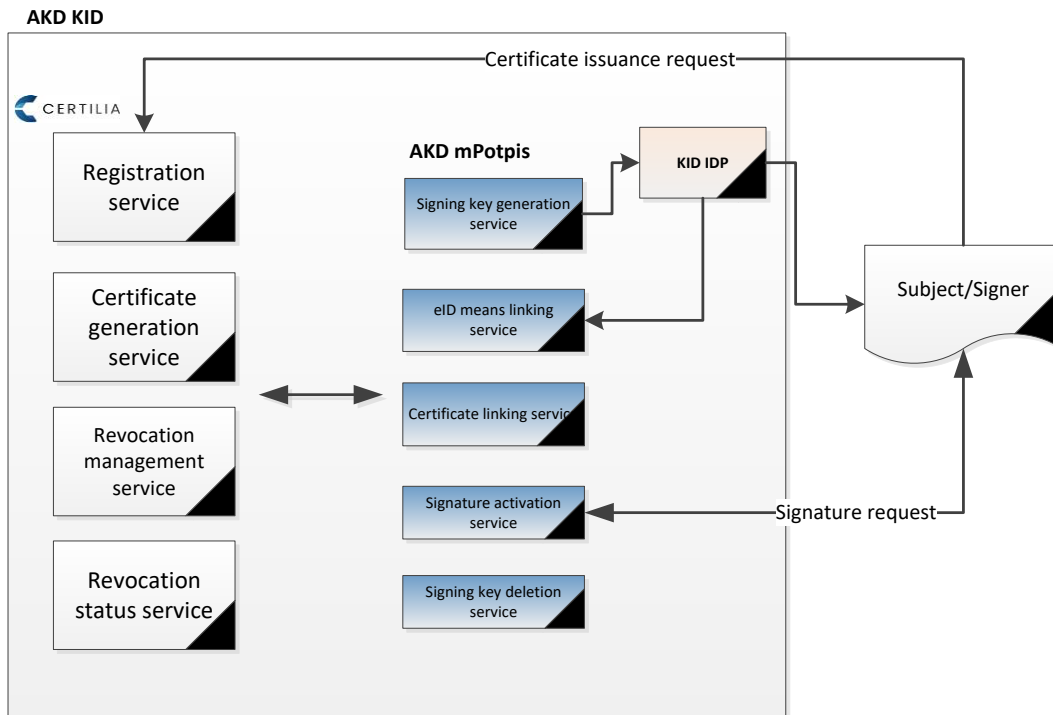 AKD KID
Certificate issuance request
CERTILIA
Registration
service
AKD mPotpis
KID IDP
Signing key generation
service
Subject/Signer
Certificate
generation
service
eID means linking
service
Certificate linking servic
Revocation
management
service
Signature activation
service
Signature request
Revocation
status service
Signing key deletion
service